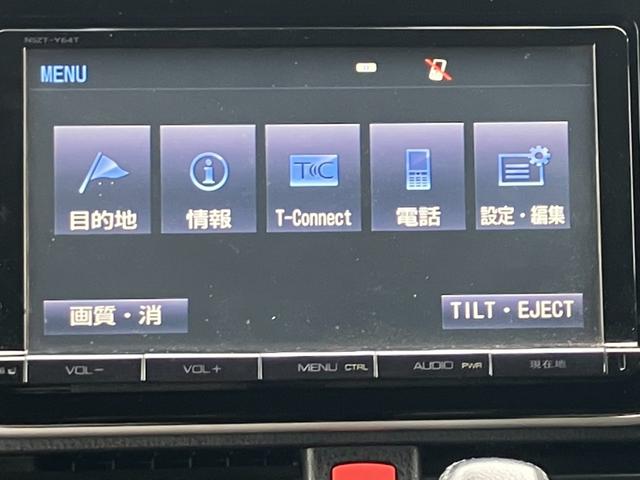 NSZT-Y64T
MENU
T C
目的地
情報
T-Connect
電話
設定・編集
画質・消
TILT・EJECT
VOL−
VOL+
MENU CTRL
AUDIO PWR
現在地